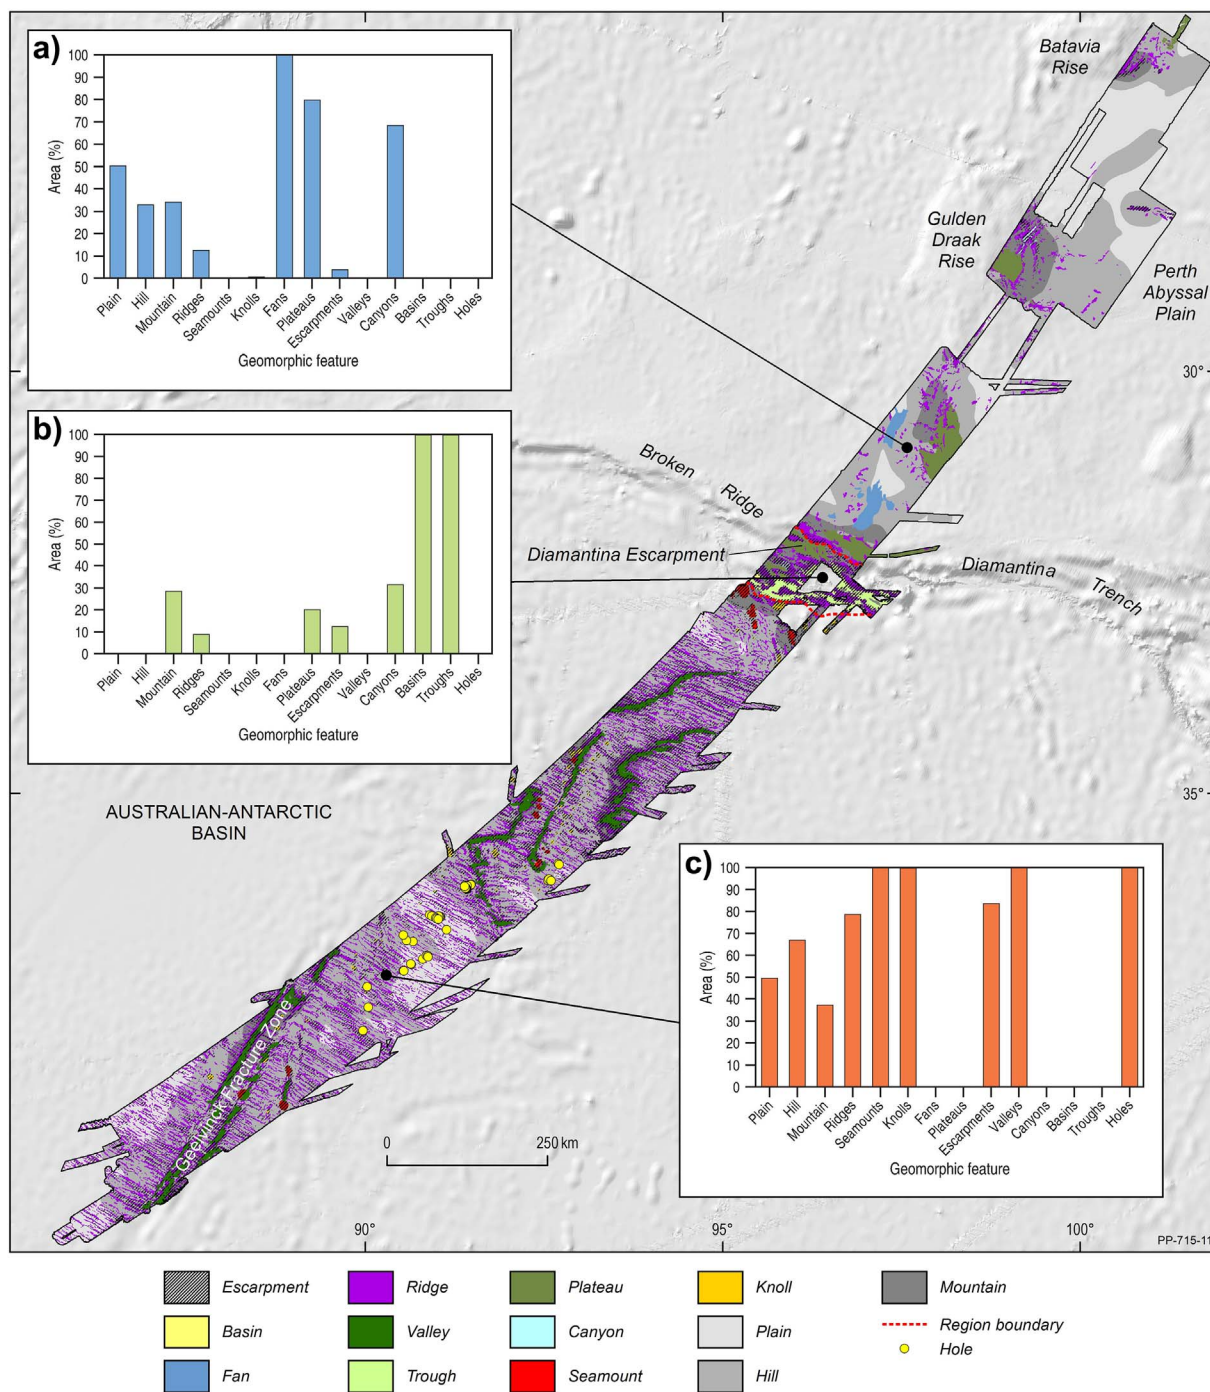 a)
Area (%)
100
90
80
70
60
50
40
30
20
10
0
Plain
Hill
Mountain
Ridges
Seamounts
Knolls
Fans
Plateaus
Escarpments
Valleys
Canyons
Basins
Troughs
Holes
Geomorphic feature
b)
Area (%)
100
90
80
70
60
50
40
30
20
10
0
Plain
Hill
Mountain
Ridges
Seamounts
Knolls
Fans
Plateaus
Escarpments
Valleys
Canyons
Basins
Troughs
Holes
Geomorphic feature
Batavia
Rise
Gulden
Draak
Rise
Perth
Abyssal
Plain
30°
Broken
Ridge
Diamantina Escarpment
Diamantina
Trench
35°
AUSTRALIAN-ANTARCTIC
BASIN
Geelvinck Fracture Zone
c)
Area (%)
100
90
80
70
60
50
40
30
20
10
0
Plain
Hill
Mountain
Ridges
Seamounts
Knolls
Fans
Plateaus
Escarpments
Valleys
Canyons
Basins
Troughs
Holes
Geomorphic feature
0 250 km
90° 95° 100°
PP-715-11
Escarpment Ridge Plateau Knoll Mountain
Basin Valley Canyon Plain Region boundary
Hole
Fan Trough Seamount Hill